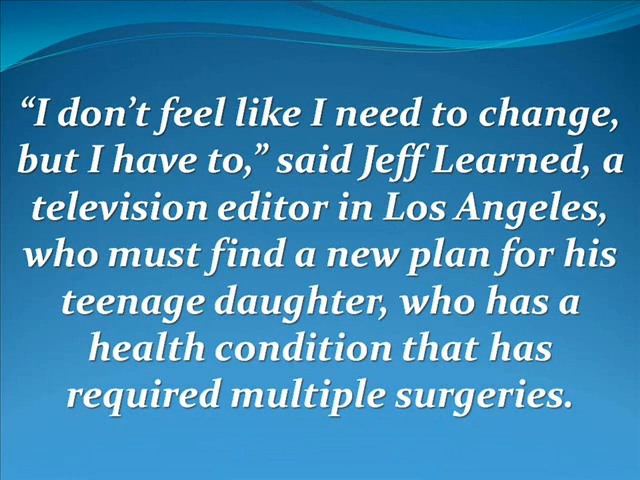 “I don’t feel like I need to change,
but I have to,” said Jeff Learned, a
television editor in Los Angeles,
who must find a new plan for his
teenage daughter, who has a
health condition that has
required multiple surgeries.